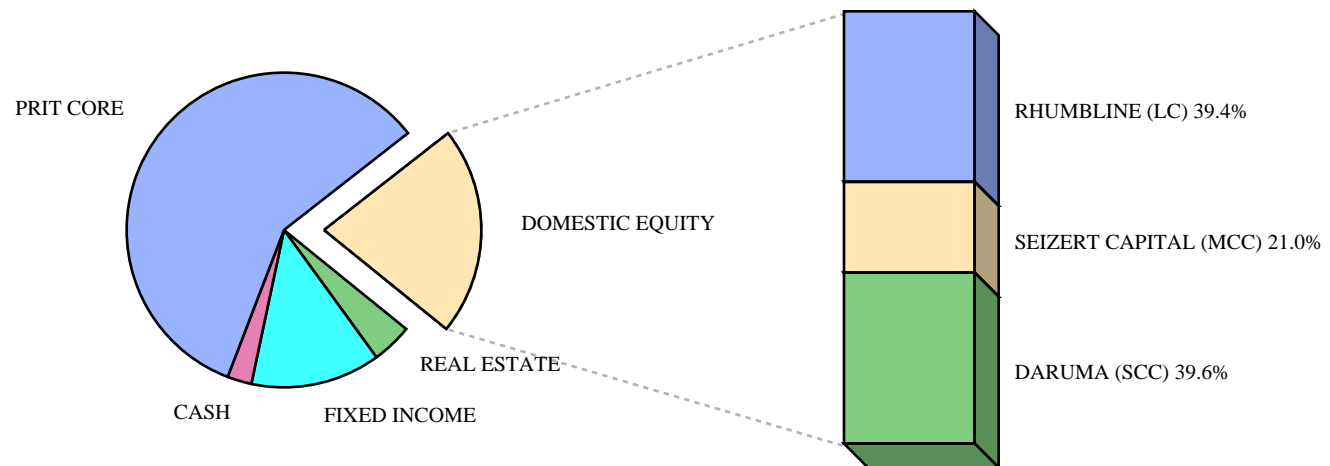 PRIT CORE
DOMESTIC EQUITY
REAL ESTATE
FIXED INCOME
CASH
RHUMBLINE (LC) 39.4%
SEIZERT CAPITAL (MCC) 21.0%
DARUMA (SCC) 39.6%